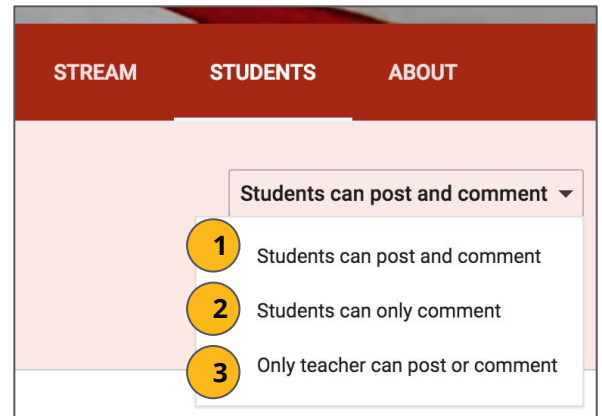 STREAM STUDENTS ABOUT
Students can post and comment
1 Students can post and comment
2 Students can only comment
3 Only teacher can post or comment